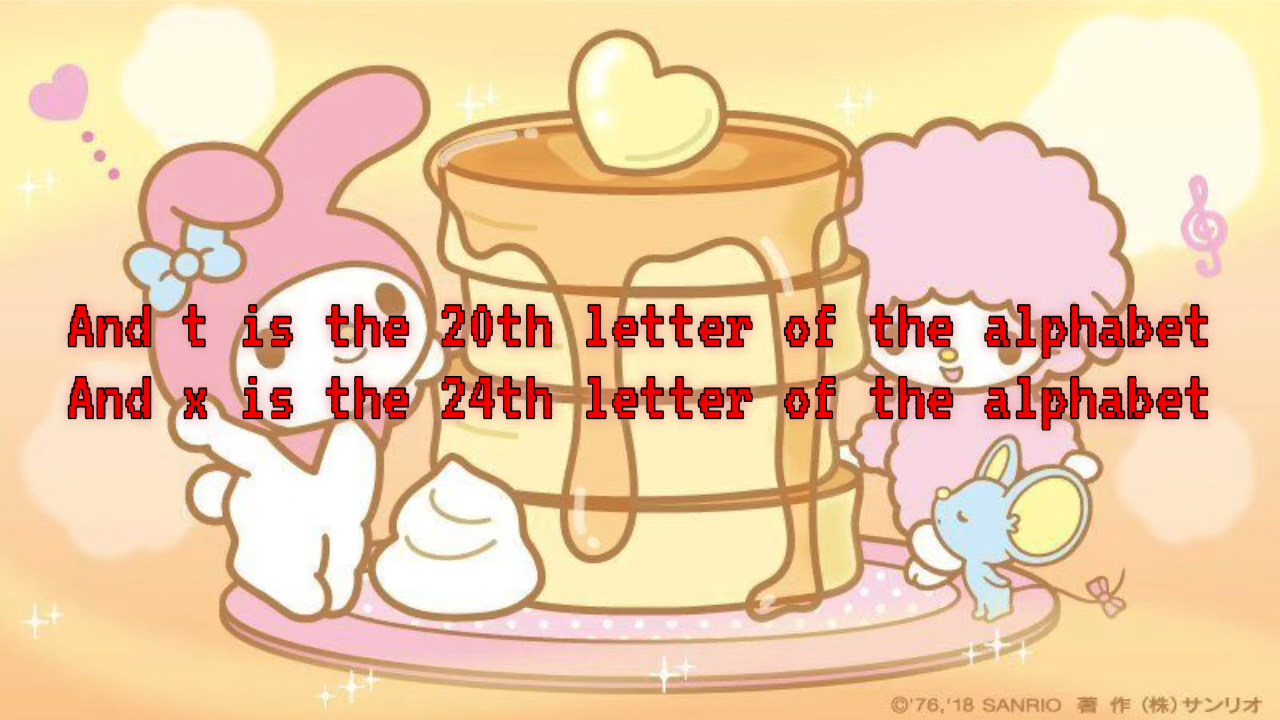 And t is the 20th letter of the alphabet
And x is the 24th letter of the alphabet
©'76,'18 SANRIO 著作(株)サンリオ